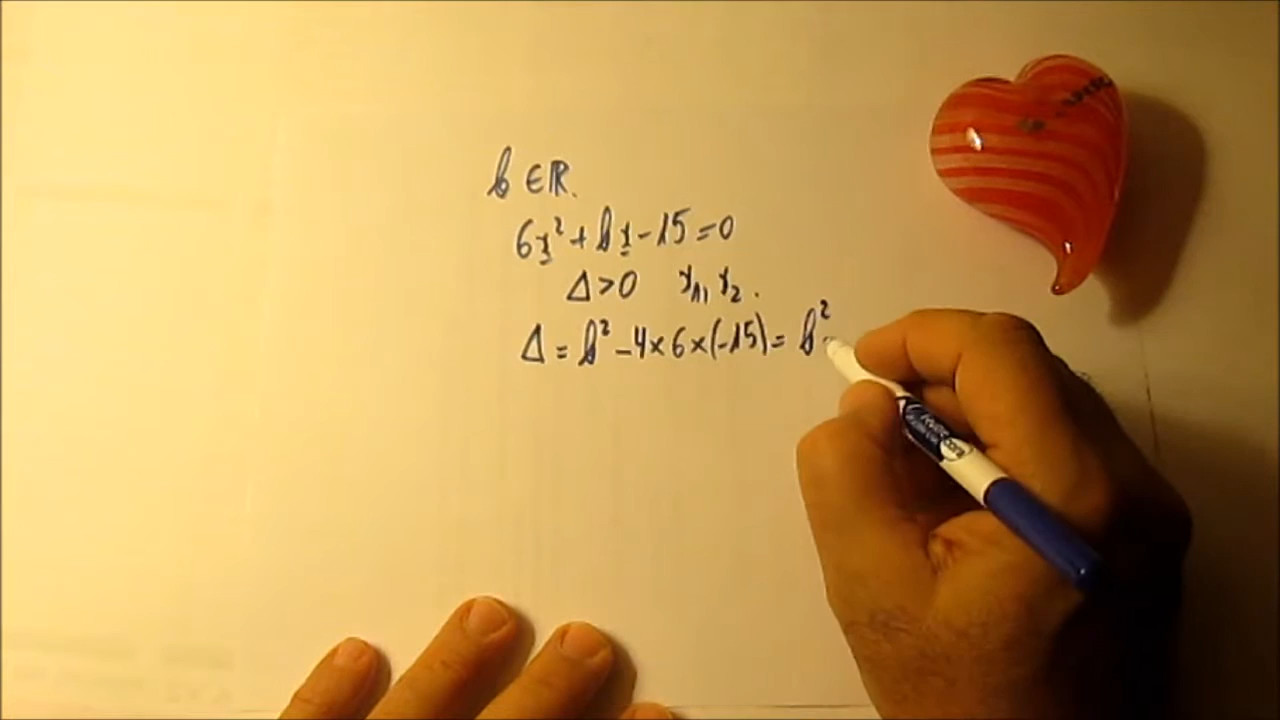 b ∈ ℝ.
6x² + bx - 15 = 0
Δ > 0 x₁, x₂.
Δ = b² - 4 × 6 × (-15) = b²